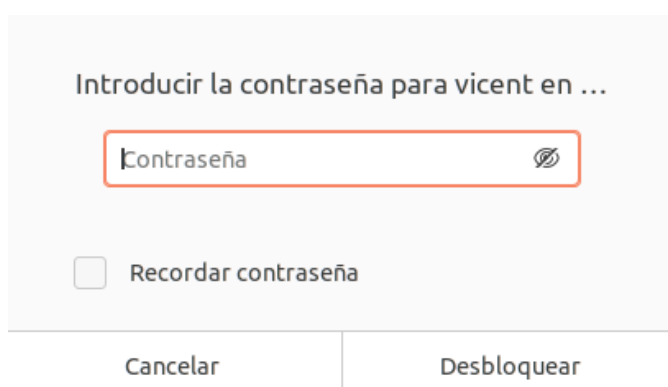 Introducir la contraseña para vicent en ...
Contraseña
Recordar contraseña
Cancelar
Desbloquear